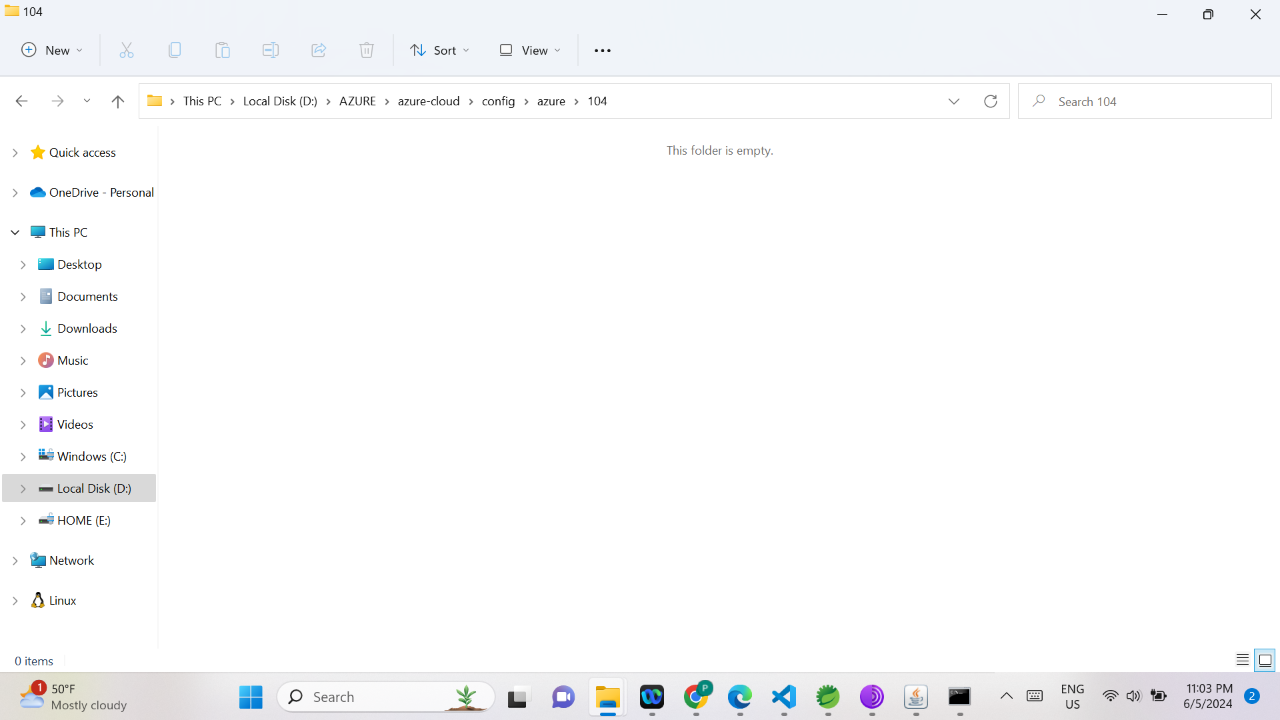 104
New
Sort
View
This PC
Local Disk (D:)
AZURE
azure-cloud
config
azure
104
Search 104
Quick access
OneDrive - Personal
This PC
Desktop
Documents
Downloads
Music
Pictures
Videos
Windows (C:)
Local Disk (D:)
HOME (E:)
Network
Linux
This folder is empty.
0 items
1
50°F
Mostly cloudy
Search
P
ENG
US
11:03 PM
6/5/2024
2